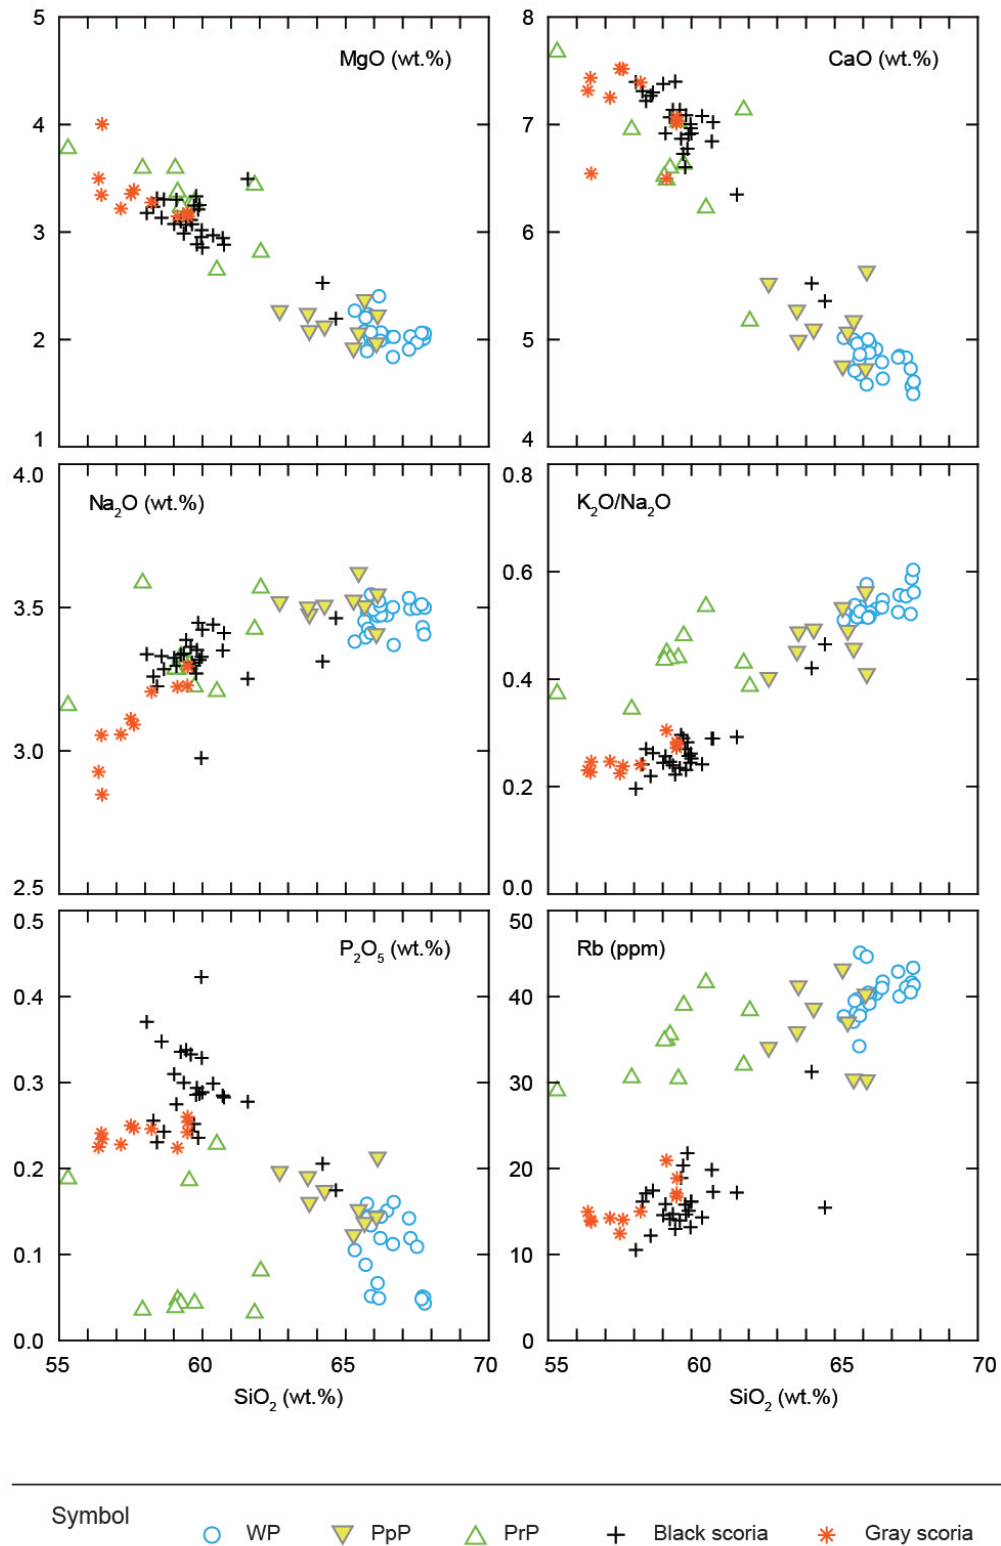 5
MgO (wt.%)
4
3
2
1
8
CaO (wt.%)
7
6
5
4
4.0
Na2O (wt.%)
3.5
3.0
2.5
0.8
K2O/Na2O
0.6
0.4
0.2
0.0
0.5
P2O5 (wt.%)
0.4
0.3
0.2
0.1
0.0
55 60 65 70
SiO2 (wt.%)
50
Rb (ppm)
40
30
20
10
0
55 60 65 70
SiO2 (wt.%)
Symbol
WP PpP PrP Black scoria Gray scoria